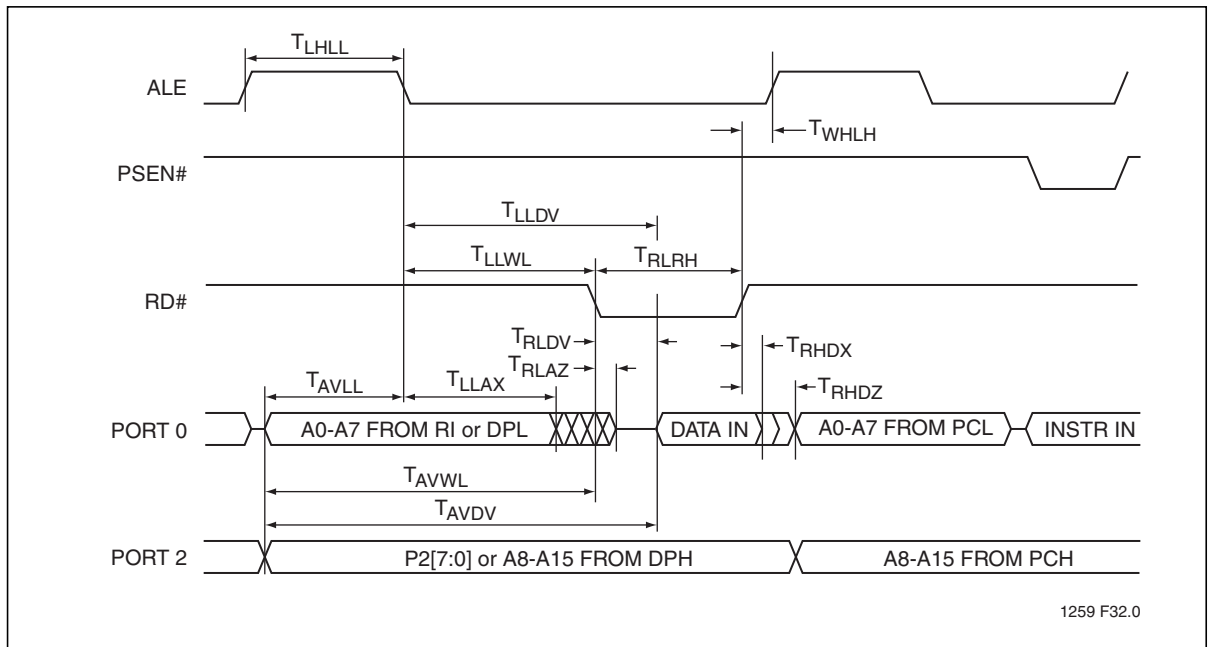 TLHLL
ALE
TWHLH
PSEN#
TLLDV
TLLWL
TRLRH
RD#
TRLDV
TRHDX
TRLAZ
TAVLL
TLLAX
TRHDZ
PORT 0
A0-A7 FROM RI or DPL
DATA IN
A0-A7 FROM PCL
INSTR IN
TAVWL
TAVDV
PORT 2
P2[7:0] or A8-A15 FROM DPH
A8-A15 FROM PCH
1259 F32.0